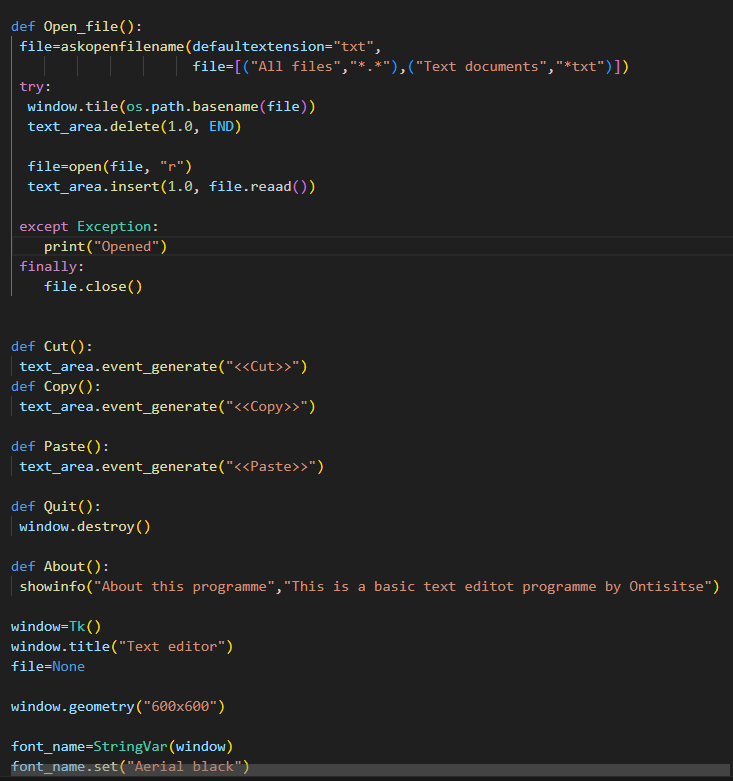 def Open_file():
file=askopenfilename(defaultextension="txt",
file=[("All files","*.*"),("Text documents","*txt")])
try:
window.tile(os.path.basename(file))
text_area.delete(1.0, END)
file=open(file, "r")
text_area.insert(1.0, file.reaad())
except Exception:
print("Opened")
finally:
file.close()
def Cut():
text_area.event_generate("<<Cut>>")
def Copy():
text_area.event_generate("<<Copy>>")
def Paste():
text_area.event_generate("<<Paste>>")
def Quit():
window.destroy()
def About():
showinfo("About this programme","This is a basic text editot programme by Ontisitse")
window=Tk()
window.title("Text editor")
file=None
window.geometry("600x600")
font_name=StringVar(window)
font_name.set("Aerial black")